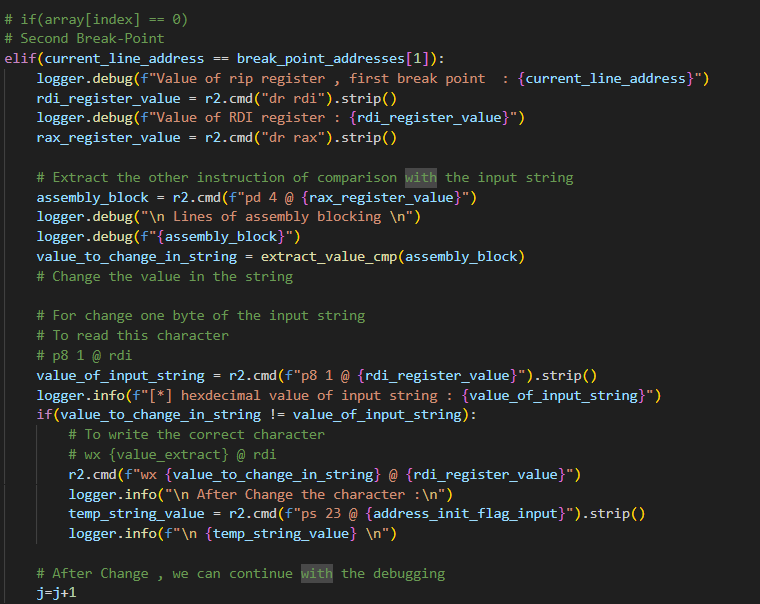 # if(array[index] == 0)
# Second Break-Point
elif(current_line_address == break_point_addresses[1]):
    logger.debug(f"Value of rip register , first break point  : {current_line_address}")
    rdi_register_value = r2.cmd("dr rdi").strip()
    logger.debug(f"Value of RDI register : {rdi_register_value}")
    rax_register_value = r2.cmd("dr rax").strip()

    # Extract the other instruction of comparison with the input string
    assembly_block = r2.cmd(f"pd 4 @ {rax_register_value}")
    logger.debug("\n Lines of assembly blocking \n")
    logger.debug(f"{assembly_block}")
    value_to_change_in_string = extract_value_cmp(assembly_block)
    # Change the value in the string

    # For change one byte of the input string
    # To read this character
    # p8 1 @ rdi
    value_of_input_string = r2.cmd(f"p8 1 @ {rdi_register_value}").strip()
    logger.info(f"[*] hexdecimal value of input string : {value_of_input_string}")
    if(value_to_change_in_string != value_of_input_string):
        # To write the correct character
        # wx {value_extract} @ rdi
        r2.cmd(f"wx {value_to_change_in_string} @ {rdi_register_value}")
        logger.info("\n After Change the character :\n")
        temp_string_value = r2.cmd(f"ps 23 @ {address_init_flag_input}").strip()
        logger.info(f"\n {temp_string_value} \n")

    # After Change , we can continue with the debugging
    j=j+1